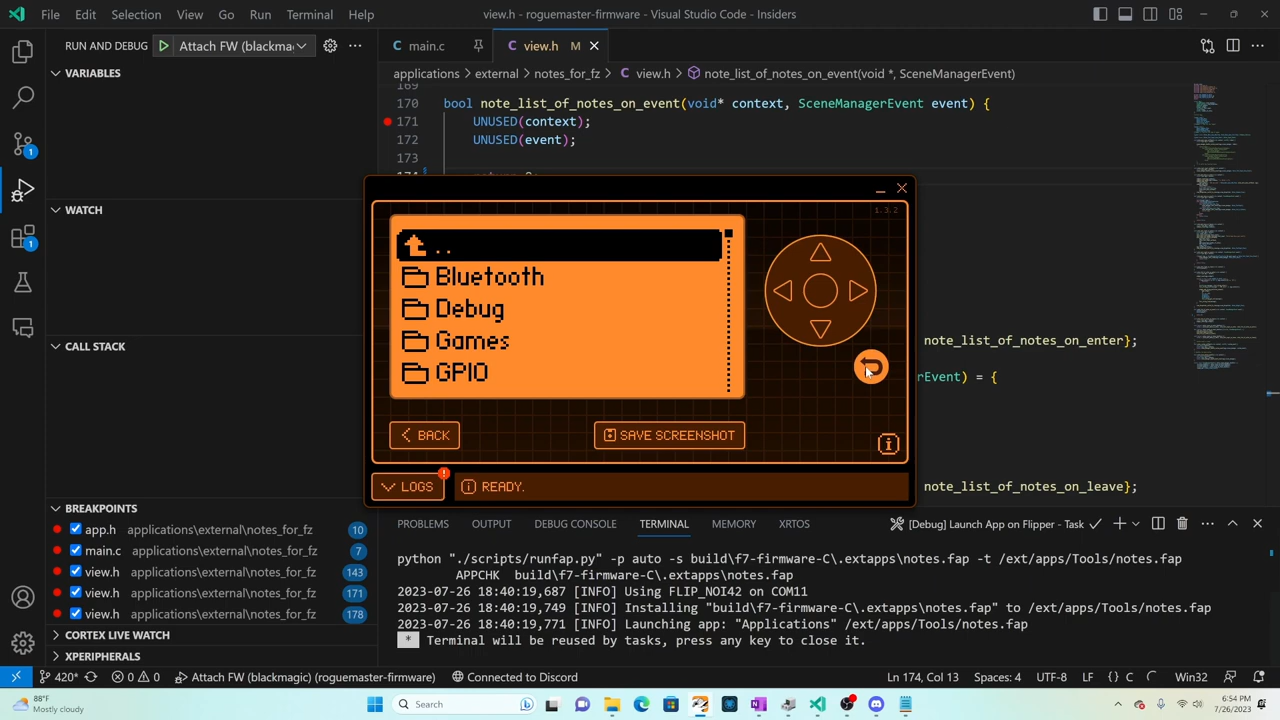 File Edit Selection View Go Run Terminal Help
view.h - roguemaster-firmware - Visual Studio Code - Insiders
RUN AND DEBUG
Attach FW (blackma
main.c
view.h M
applications > external > notes_for_fz > view.h > note_list_of_notes_on_event(void *, SceneManagerEvent)
VARIABLES
169
170 bool note_list_of_notes_on_event(void* context, SceneManagerEvent event) {
171 UNUSED(context);
172 UNUSED(event);
173
174
1.3.2
..
Bluetooth
Debug
Games
GPIO
WATCH
list_of_notes_on_enter},
rEvent) = {
CALL STACK
BACK
SAVE SCREENSHOT
LOGS
READY.
note_list_of_notes_on_leave};
BREAKPOINTS
app.h applications\external\notes_for_fz 10
main.c applications\external\notes_for_fz 7
view.h applications\external\notes_for_fz 143
view.h applications\external\notes_for_fz 171
view.h applications\external\notes_for_fz 178
CORTEX LIVE WATCH
XPERIPHERALS
PROBLEMS OUTPUT DEBUG CONSOLE TERMINAL MEMORY XRTOS
[Debug] Launch App on Flipper - Task
python "./scripts/runfap.py" -p auto -s build\f7-firmware-C\.extapps\notes.fap -t /ext/apps/Tools/notes.fap
APPCHK build\f7-firmware-C\.extapps\notes.fap
2023-07-26 18:40:19,687 [INFO] Using FLIP_NOI42 on COM11
2023-07-26 18:40:19,749 [INFO] Installing "build\f7-firmware-C\.extapps\notes.fap" to /ext/apps/Tools/notes.fap
2023-07-26 18:40:19,771 [INFO] Launching app: "Applications" /ext/apps/Tools/notes.fap
* Terminal will be reused by tasks, press any key to close it.
420* 0 0 Attach FW (blackmagic) (roguemaster-firmware) Connected to Discord
Ln 174, Col 13 Spaces: 4 UTF-8 LF {} C Win32
88°F
Mostly cloudy
Search
6:54 PM
7/26/2023